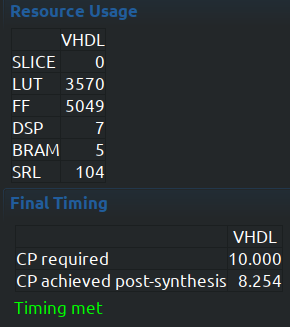 Resource Usage
VHDL
SLICE 0
LUT 3570
FF 5049
DSP 7
BRAM 5
SRL 104
Final Timing
VHDL
CP required 10.000
CP achieved post-synthesis 8.254
Timing met